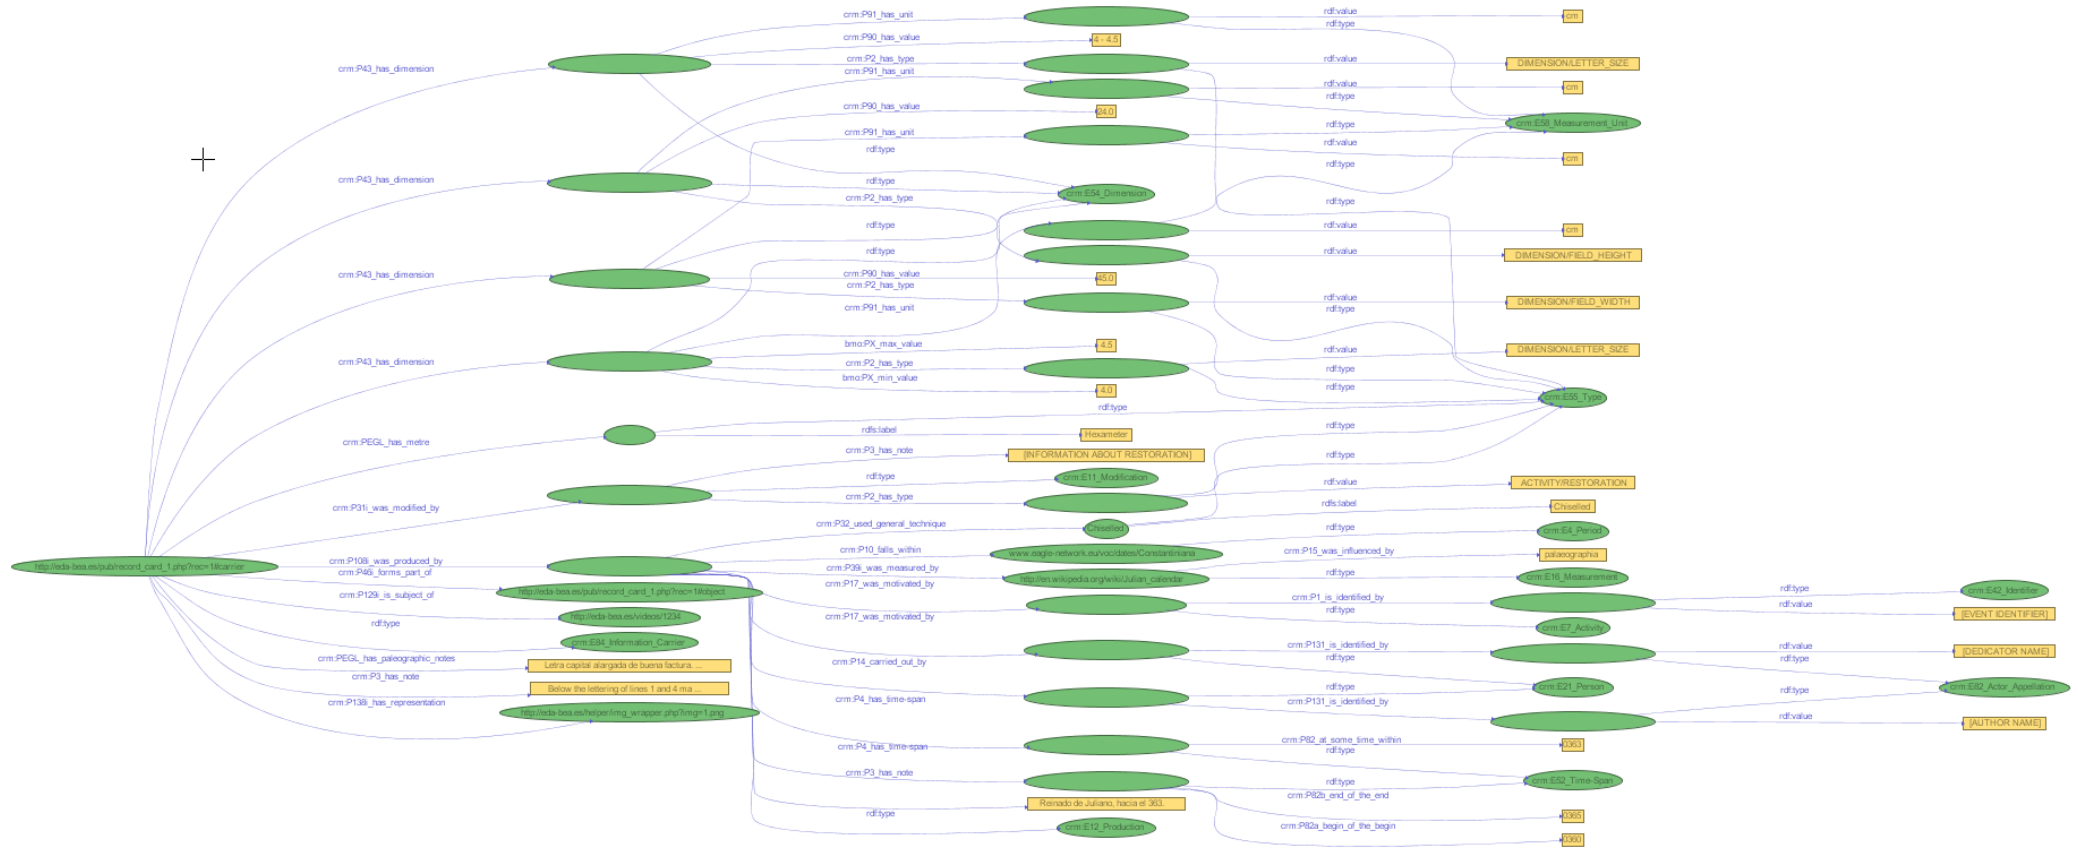 crm:P91_has_unit
rdf:value
cm
rdf:type
crm:P90_has_value
4 - 4.5
crm:P43_has_dimension
crm:P2_has_type
rdf:value
DIMENSION/LETTER_SIZE
crm:P91_has_unit
rdf:value
cm
rdf:type
crm:P90_has_value
24.0
crm:P91_has_unit
rdf:type
crm:E58_Measurement_Unit
rdf:value
cm
rdf:type
rdf:type
crm:P43_has_dimension
rdf:type
crm:E54_Dimension
crm:P2_has_type
rdf:type
rdf:type
rdf:value
cm
rdf:type
rdf:value
DIMENSION/FIELD_HEIGHT
crm:P43_has_dimension
crm:P90_has_value
45.0
crm:P2_has_type
rdf:value
DIMENSION/FIELD_WIDTH
crm:P91_has_unit
rdf:type
bmo:PX_max_value
4.5
rdf:value
DIMENSION/LETTER_SIZE
crm:P43_has_dimension
crm:P2_has_type
rdf:type
bmo:PX_min_value
4.0
rdf:type
crm:E55_Type
rdf:type
rdf:type
crm:PEGL_has_metre
rdfs:label
Hexameter
crm:P3_has_note
[INFORMATION ABOUT RESTORATION]
rdf:type
rdf:type
crm:E11_Modification
rdf:value
ACTIVITY/RESTORATION
crm:P2_has_type
crm:P31i_was_modified_by
rdfs:label
Chiselled
crm:P32_used_general_technique
Chiselled
rdf:type
crm:E4_Period
crm:P10_falls_within
www.eagle-network.eu/voc/dates/Constantiniana
crm:P15_was_influenced_by
palaeographia
http://eda-bea.es/pub/record_card_1.php?rec=1#carrier
crm:P108i_was_produced_by
crm:P39i_was_measured_by
http://en.wikipedia.org/wiki/Julian_calendar
rdf:type
crm:E16_Measurement
crm:P46i_forms_part_of
http://eda-bea.es/pub/record_card_1.php?rec=1#object
crm:P17_was_motivated_by
crm:P1_is_identified_by
rdf:type
crm:E42_Identifier
crm:P129i_is_subject_of
http://eda-bea.es/videos/1234
crm:P17_was_motivated_by
rdf:type
rdf:value
[EVENT IDENTIFIER]
rdf:type
crm:E84_Information_Carrier
crm:E7_Activity
crm:P131_is_identified_by
rdf:value
[DEDICATOR NAME]
crm:PEGL_has_paleographic_notes
Letra capital alargada de buena factura. ...
crm:P14_carried_out_by
rdf:type
rdf:type
crm:P3_has_note
Below the lettering of lines 1 and 4 ma ...
rdf:type
crm:E21_Person
rdf:type
crm:E82_Actor_Appellation
crm:P138i_has_representation
http://eda-bea.es/helper/img_wrapper.php?img=1.png
crm:P4_has_time-span
crm:P131_is_identified_by
rdf:value
[AUTHOR NAME]
crm:P4_has_time-span
crm:P82_at_some_time_within
0363
rdf:type
crm:P3_has_note
rdf:type
crm:E52_Time-Span
crm:P82b_end_of_the_end
Reinado de Juliano, hacia el 363.
0365
rdf:type
crm:E12_Production
crm:P82a_begin_of_the_begin
0360